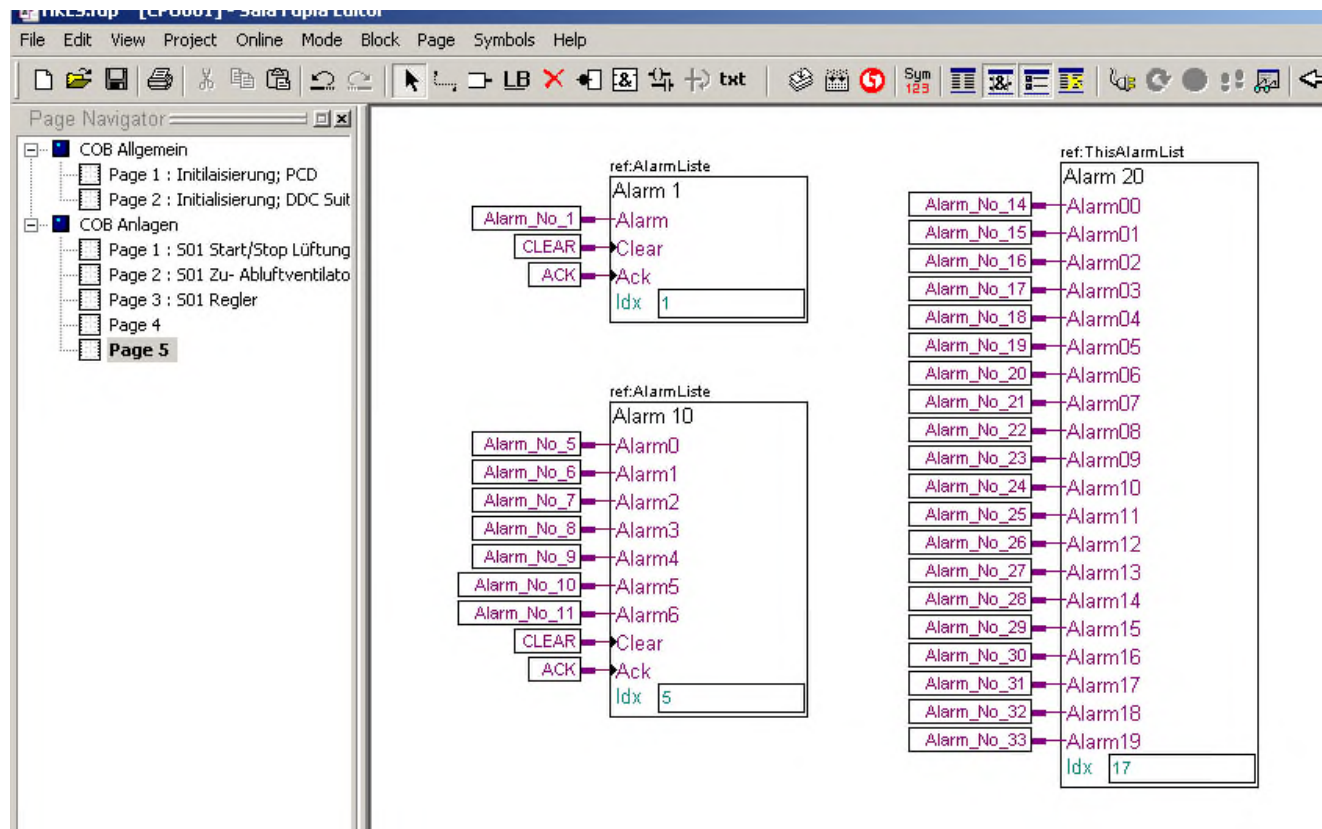 File Edit View Project Online Mode Block Page Symbols Help
LB & txt Sym 123
Page Navigator
COB Allgemein
Page 1 : Initilaisierung; PCD
Page 2 : Initialisierung; DDC Suit
COB Anlagen
Page 1 : S01 Start/Stop Lüftung
Page 2 : S01 Zu- Abluftventilato
Page 3 : S01 Regler
Page 4
Page 5
ref:AlarmListe
Alarm 1
Alarm_No_1 Alarm
CLEAR Clear
ACK Ack
Idx 1
ref:AlarmListe
Alarm 10
Alarm_No_5 Alarm0
Alarm_No_6 Alarm1
Alarm_No_7 Alarm2
Alarm_No_8 Alarm3
Alarm_No_9 Alarm4
Alarm_No_10 Alarm5
Alarm_No_11 Alarm6
CLEAR Clear
ACK Ack
Idx 5
ref:ThisAlarmList
Alarm 20
Alarm_No_14 Alarm00
Alarm_No_15 Alarm01
Alarm_No_16 Alarm02
Alarm_No_17 Alarm03
Alarm_No_18 Alarm04
Alarm_No_19 Alarm05
Alarm_No_20 Alarm06
Alarm_No_21 Alarm07
Alarm_No_22 Alarm08
Alarm_No_23 Alarm09
Alarm_No_24 Alarm10
Alarm_No_25 Alarm11
Alarm_No_26 Alarm12
Alarm_No_27 Alarm13
Alarm_No_28 Alarm14
Alarm_No_29 Alarm15
Alarm_No_30 Alarm16
Alarm_No_31 Alarm17
Alarm_No_32 Alarm18
Alarm_No_33 Alarm19
Idx 17